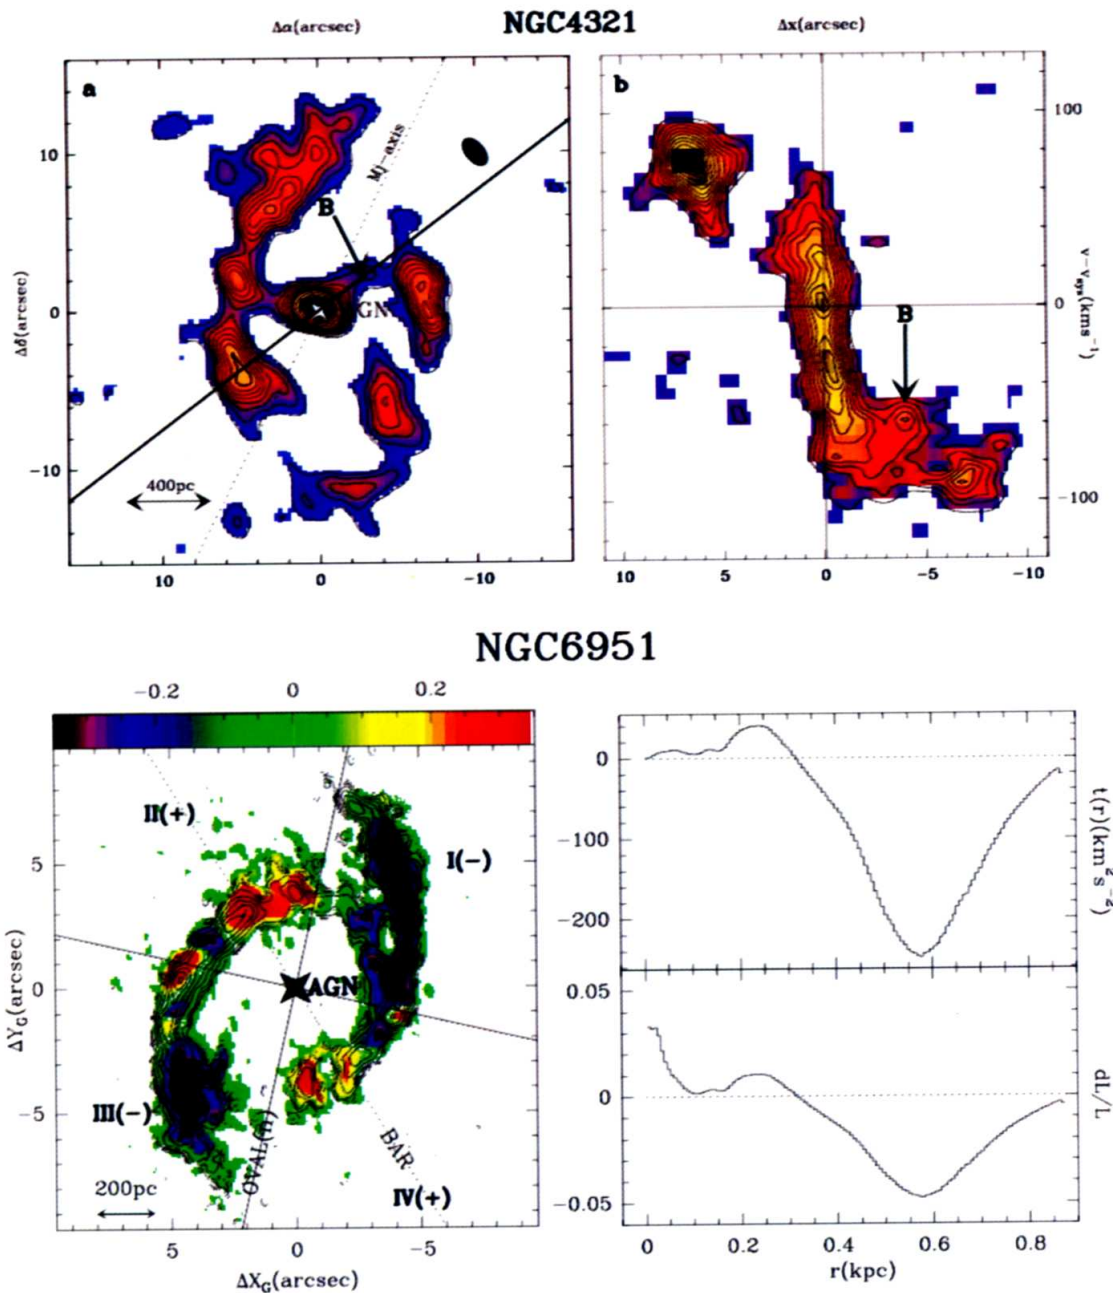 NGC4321
Δα(arcsec)
Δx(arcsec)
a
b
Mj-axis
B
GN
Δδ(arcsec)
10
0
-10
400pc
10 0 -10
100
0
-100
v-vsys(kms⁻¹)
B
10 5 0 -5 -10
NGC6951
-0.2 0 0.2
II(+)
I(-)
AGN
III(-)
OVAL(n)
BAR
IV(+)
200pc
5
0
-5
ΔY_G(arcsec)
5 0 -5
ΔX_G(arcsec)
0
-100
-200
t(r)(km²s⁻²)
0.05
0
-0.05
dL/L
0 0.2 0.4 0.6 0.8
r(kpc)